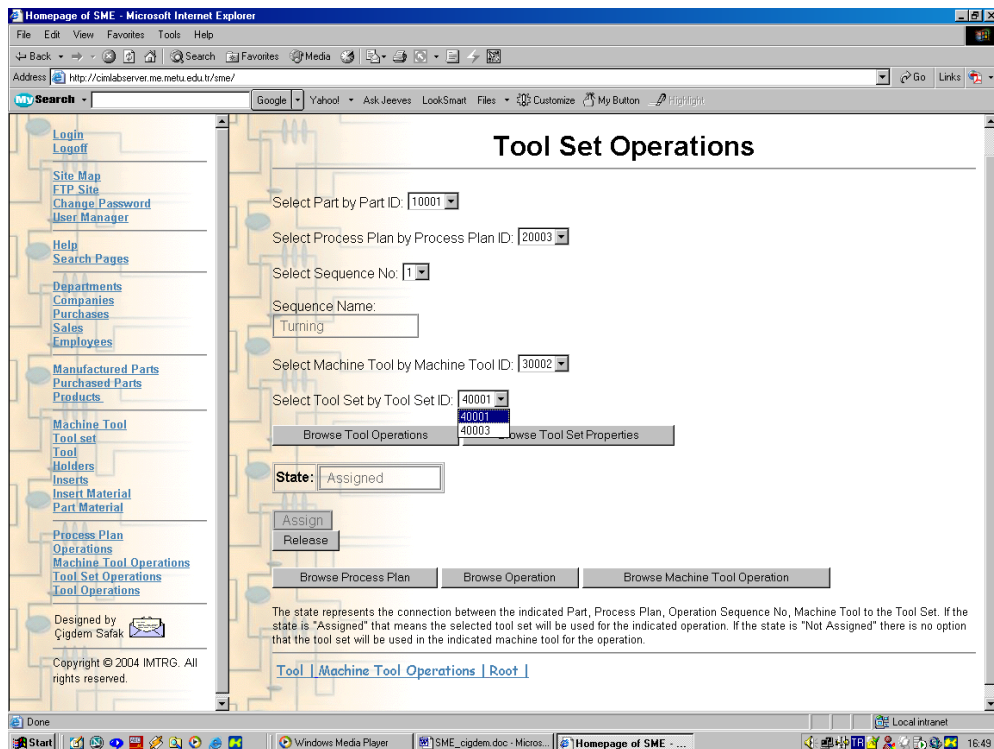 Homepage of SME - Microsoft Internet Explorer
File Edit View Favorites Tools Help
Back Search Favorites Media
Address http://cimlabserver.me.metu.edu.tr/sme/ Go Links
My Search Google Yahoo! Ask Jeeves LookSmart Files Customize My Button Highlight
Login
Logoff
Site Map
FTP Site
Change Password
User Manager
Help
Search Pages
Departments
Companies
Purchases
Sales
Employees
Manufactured Parts
Purchased Parts
Products
Machine Tool
Tool set
Tool
Holders
Inserts
Insert Material
Part Material
Process Plan
Operations
Machine Tool Operations
Tool Set Operations
Tool Operations
Designed by
Çigdem Safak
Copyright © 2004 IMTRG. All
rights reserved.
Tool Set Operations
Select Part by Part ID: 10001
Select Process Plan by Process Plan ID: 20003
Select Sequence No: 1
Sequence Name:
Turning
Select Machine Tool by Machine Tool ID: 30002
Select Tool Set by Tool Set ID: 40001
40001
40003
Browse Tool Operations owse Tool Set Properties
State: Assigned
Assign
Release
Browse Process Plan Browse Operation Browse Machine Tool Operation
The state represents the connection between the indicated Part, Process Plan, Operation Sequence No, Machine Tool to the Tool Set. If the
state is "Assigned" that means the selected tool set will be used for the indicated operation. If the state is "Not Assigned" there is no option
that the tool set will be used in the indicated machine tool for the operation.
Tool | Machine Tool Operations | Root |
Done Local intranet
Start Windows Media Player SME_cigdem.doc - Micros... Homepage of SME - ... TR 16:49